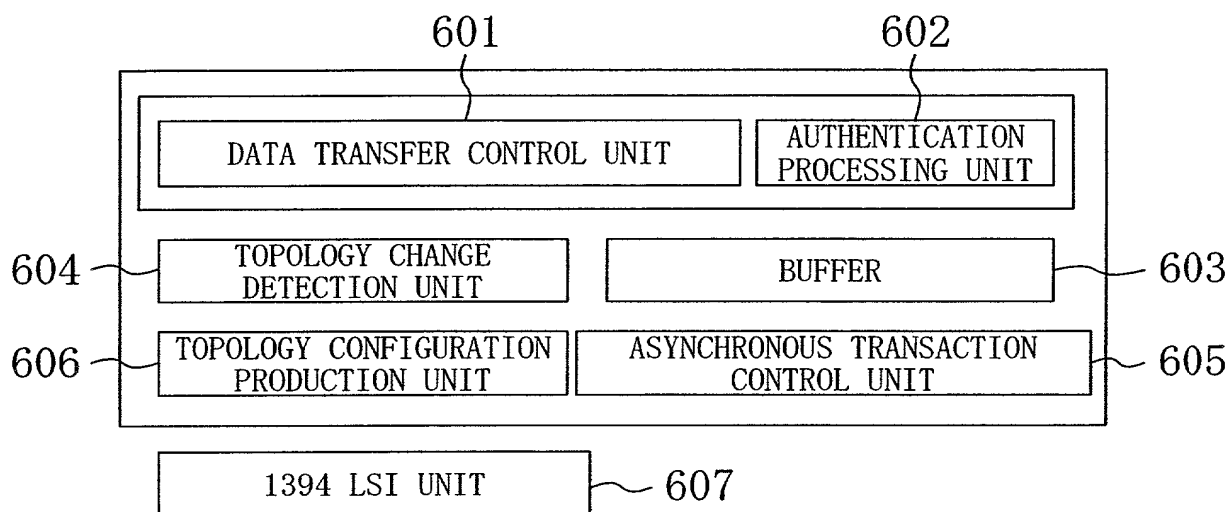 601
602
DATA TRANSFER CONTROL UNIT
AUTHENTICATION
PROCESSING UNIT
604
TOPOLOGY CHANGE
DETECTION UNIT
BUFFER
603
606
TOPOLOGY CONFIGURATION
PRODUCTION UNIT
ASYNCHRONOUS TRANSACTION
CONTROL UNIT
605
1394 LSI UNIT
607